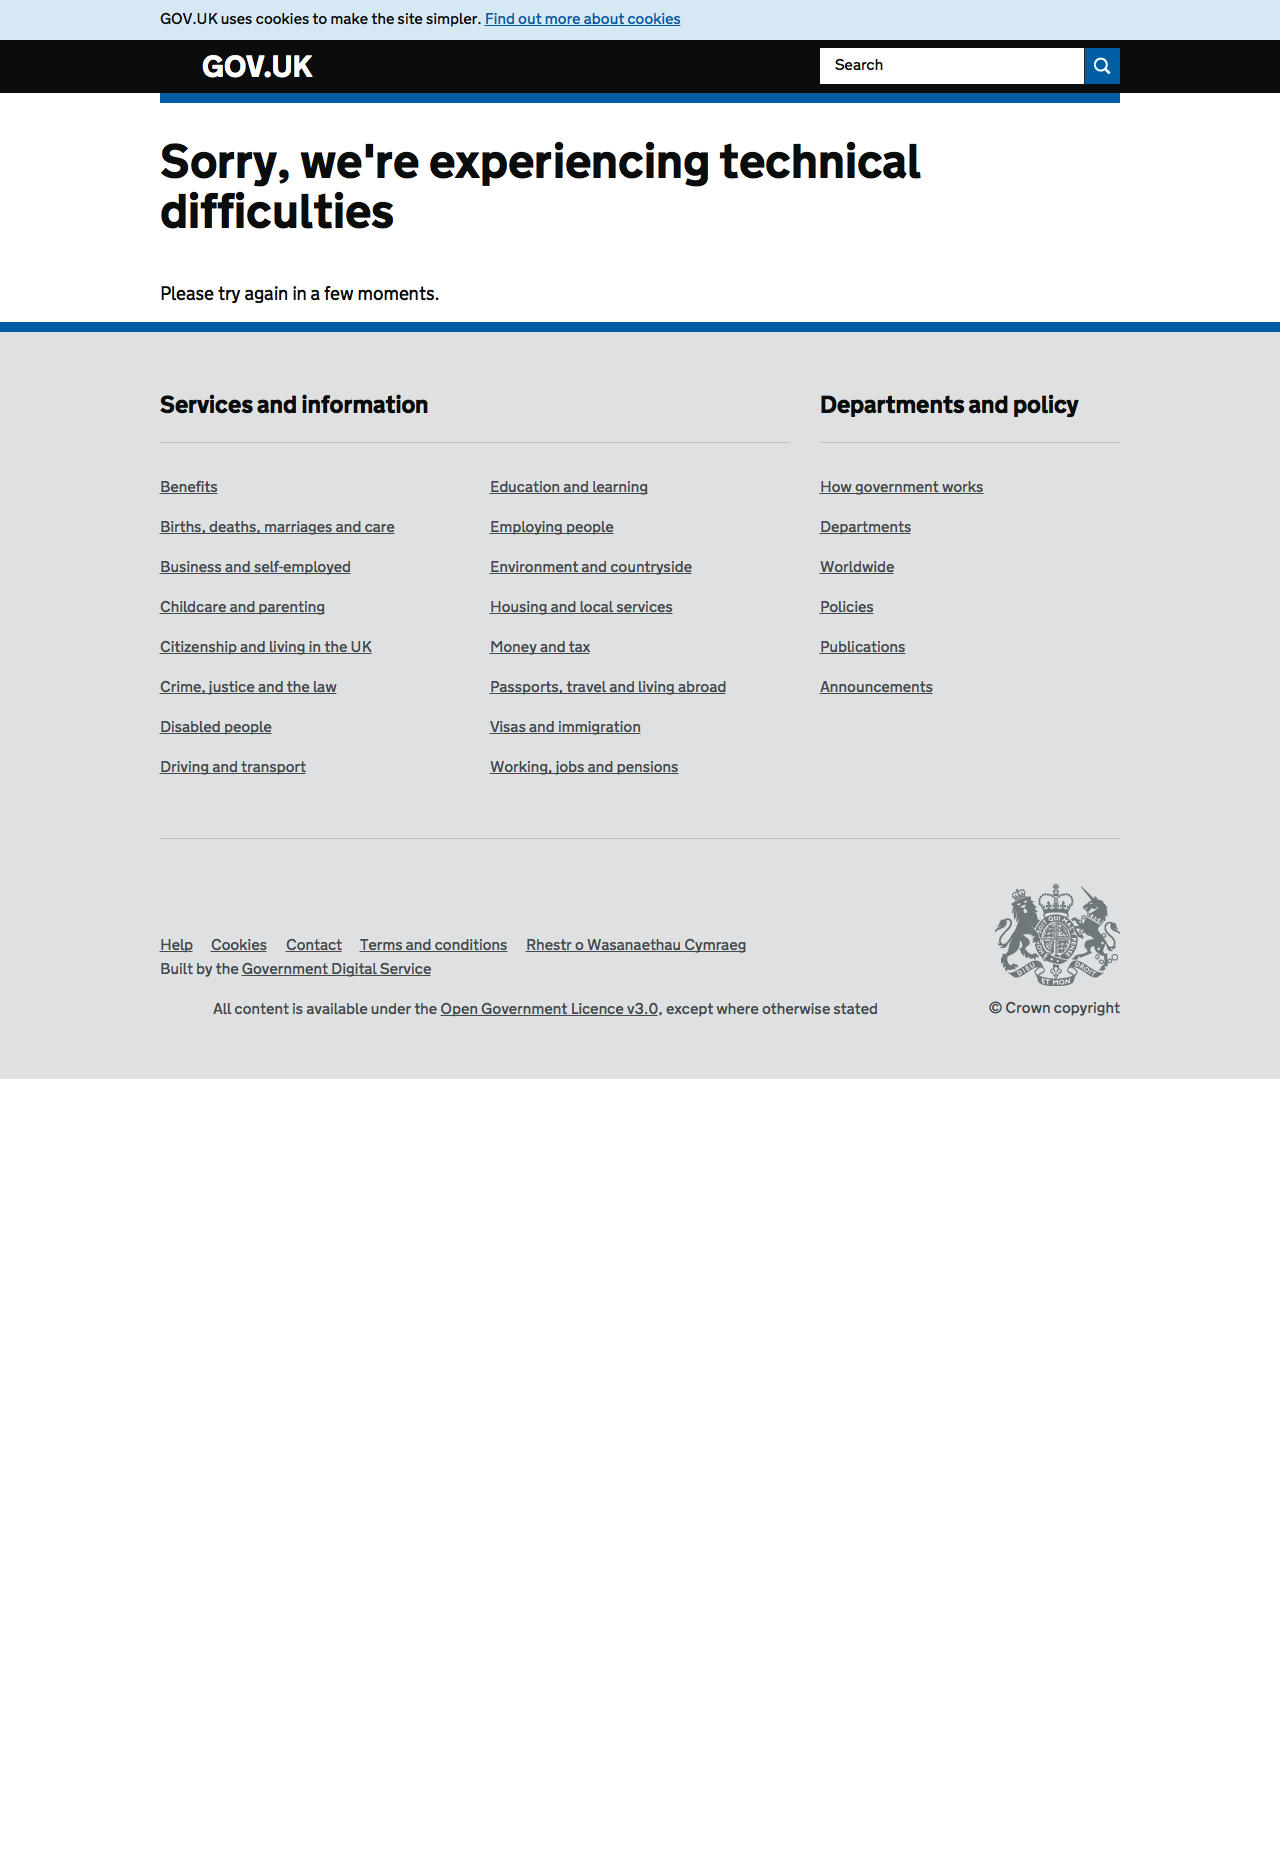 GOV.UK uses cookies to make the site simpler. Find out more about cookies
GOV.UK
Search
Sorry, we're experiencing technical
difficulties
Please try again in a few moments.
Services and information
Departments and policy
Benefits
Births, deaths, marriages and care
Business and self-employed
Childcare and parenting
Citizenship and living in the UK
Crime, justice and the law
Disabled people
Driving and transport
Education and learning
Employing people
Environment and countryside
Housing and local services
Money and tax
Passports, travel and living abroad
Visas and immigration
Working, jobs and pensions
How government works
Departments
Worldwide
Policies
Publications
Announcements
Help Cookies Contact Terms and conditions Rhestr o Wasanaethau Cymraeg
Built by the Government Digital Service
All content is available under the Open Government Licence v3.0, except where otherwise stated
DIEU ET MON DROIT
© Crown copyright